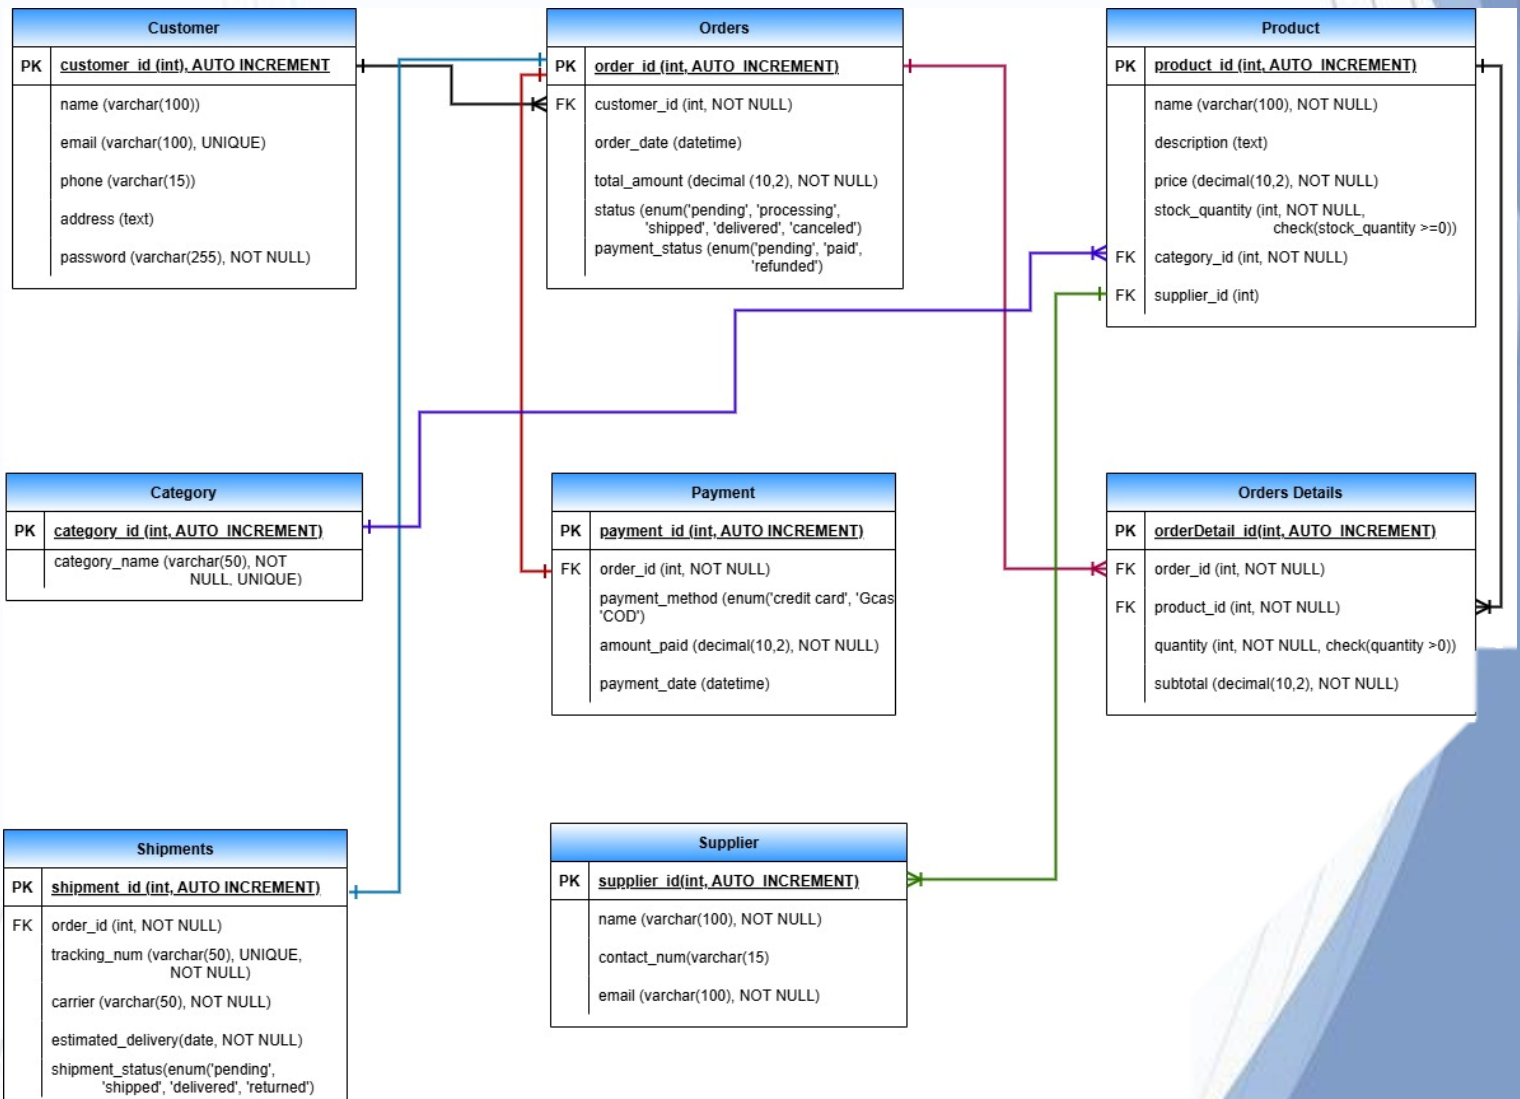 Customer
PK customer_id (int), AUTO INCREMENT
name (varchar(100))
email (varchar(100), UNIQUE)
phone (varchar(15))
address (text)
password (varchar(255), NOT NULL)
Orders
PK order_id (int, AUTO_INCREMENT)
FK customer_id (int, NOT NULL)
order_date (datetime)
total_amount (decimal (10,2), NOT NULL)
status (enum('pending', 'processing',
'shipped', 'delivered', 'canceled')
payment_status (enum('pending', 'paid',
'refunded')
Product
PK product_id (int, AUTO_INCREMENT)
name (varchar(100), NOT NULL)
description (text)
price (decimal(10,2), NOT NULL)
stock_quantity (int, NOT NULL,
check(stock_quantity >=0))
FK category_id (int, NOT NULL)
FK supplier_id (int)
Category
PK category_id (int, AUTO_INCREMENT)
category_name (varchar(50), NOT
NULL, UNIQUE)
Payment
PK payment_id (int, AUTO_INCREMENT)
FK order_id (int, NOT NULL)
payment_method (enum('credit card', 'Gcas
'COD')
amount_paid (decimal(10,2), NOT NULL)
payment_date (datetime)
Orders Details
PK orderDetail_id(int, AUTO_INCREMENT)
FK order_id (int, NOT NULL)
FK product_id (int, NOT NULL)
quantity (int, NOT NULL, check(quantity >0))
subtotal (decimal(10,2), NOT NULL)
Shipments
PK shipment_id (int, AUTO INCREMENT)
FK order_id (int, NOT NULL)
tracking_num (varchar(50), UNIQUE,
NOT NULL)
carrier (varchar(50), NOT NULL)
estimated_delivery(date, NOT NULL)
shipment_status(enum('pending',
'shipped', 'delivered', 'returned')
Supplier
PK supplier_id(int, AUTO_INCREMENT)
name (varchar(100), NOT NULL)
contact_num(varchar(15)
email (varchar(100), NOT NULL)